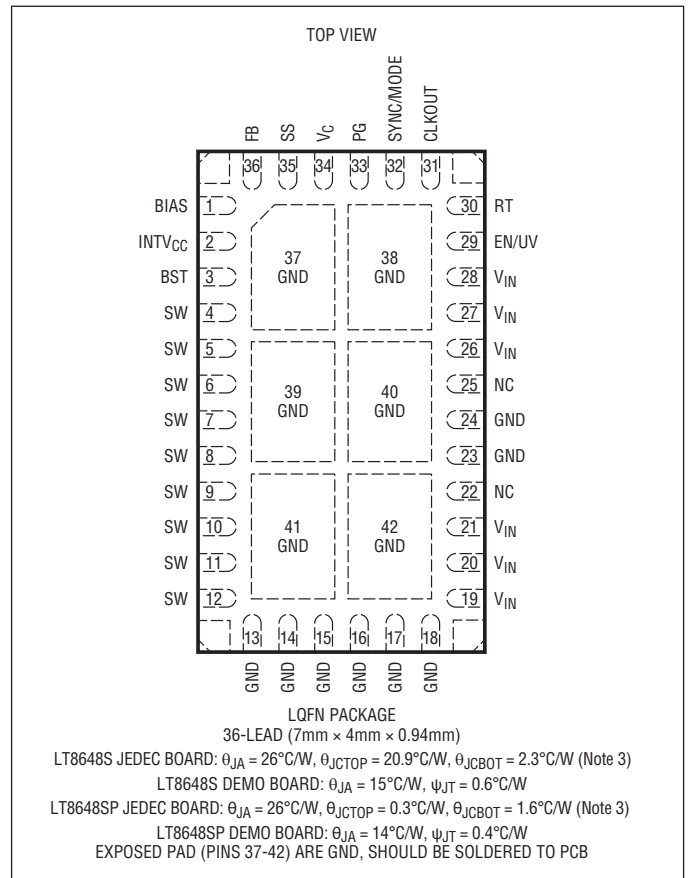 TOP VIEW
FB SS VC PG SYNC/MODE CLKOUT
36 35 34 33 32 31
BIAS 1 30 RT
INTVCC 2 29 EN/UV
BST 3 28 VIN
37 GND 38 GND
SW 4 27 VIN
SW 5 26 VIN
SW 6 25 NC
39 GND 40 GND
SW 7 24 GND
SW 8 23 GND
SW 9 22 NC
SW 10 21 VIN
41 GND 42 GND
SW 11 20 VIN
SW 12 19 VIN
13 14 15 16 17 18
GND GND GND GND GND GND
LQFN PACKAGE
36-LEAD (7mm × 4mm × 0.94mm)
LT8648S JEDEC BOARD: θJA = 26°C/W, θJCTOP = 20.9°C/W, θJCBOT = 2.3°C/W (Note 3)
LT8648S DEMO BOARD: θJA = 15°C/W, ψJT = 0.6°C/W
LT8648SP JEDEC BOARD: θJA = 26°C/W, θJCTOP = 0.3°C/W, θJCBOT = 1.6°C/W (Note 3)
LT8648SP DEMO BOARD: θJA = 14°C/W, ψJT = 0.4°C/W
EXPOSED PAD (PINS 37-42) ARE GND, SHOULD BE SOLDERED TO PCB